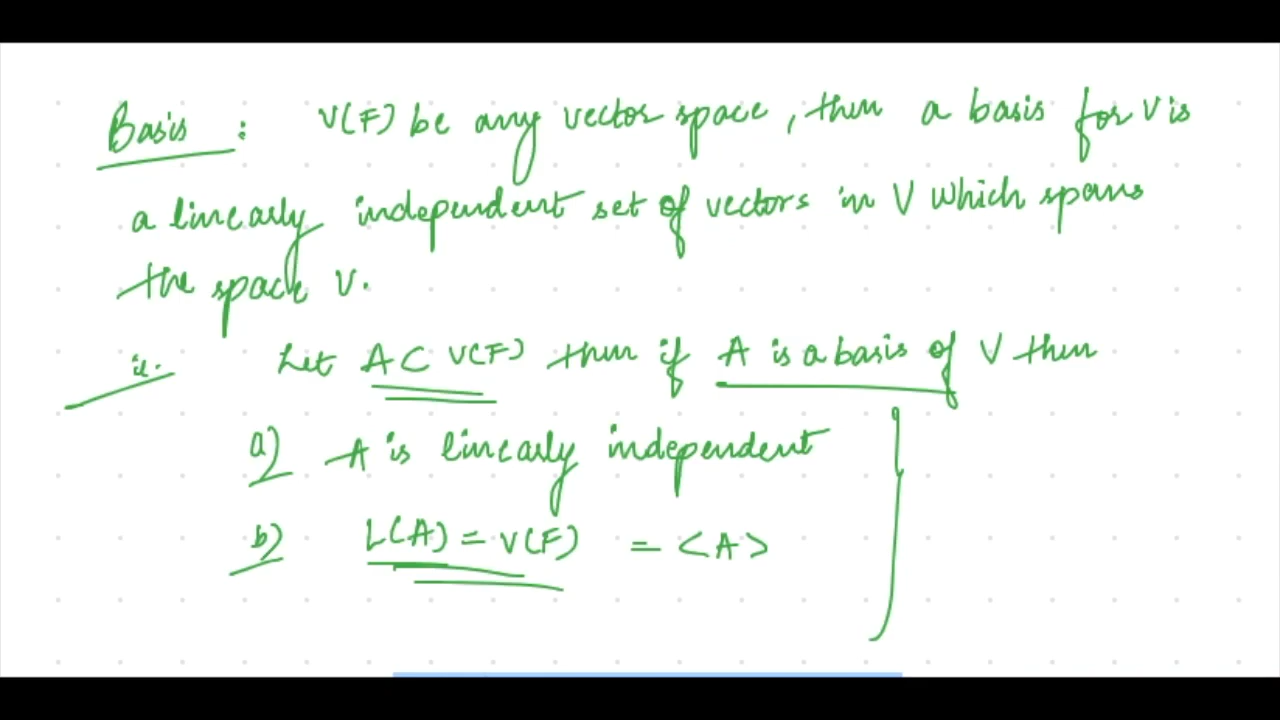 Basis : V(F) be any vector space, then a basis for V is
a linearly independent set of vectors in V which spans
the space V.
ie. Let A ⊂ V(F) then if A is a basis of V then
a) A is linearly independent
b) L(A) = V(F) = <A>